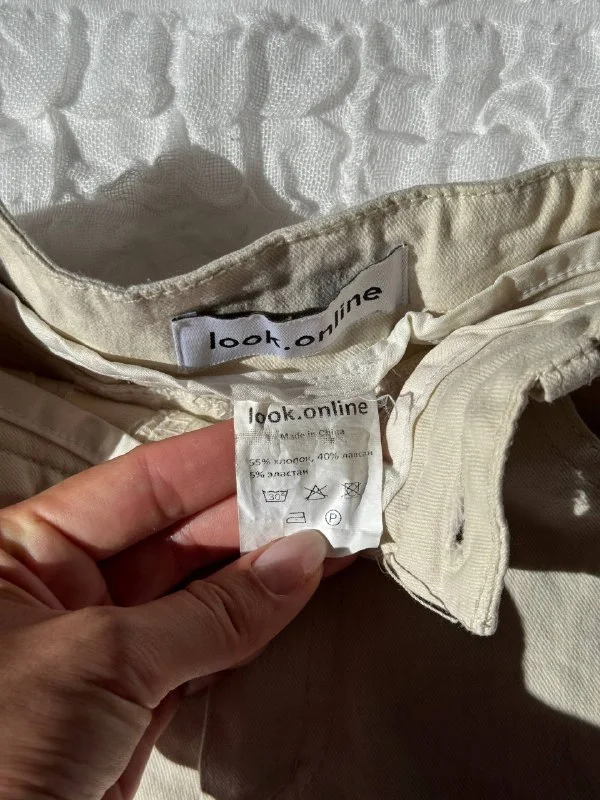 look.online
look.online
Made in China
55% хлопок, 40% лавсан
5% эластан
30
P